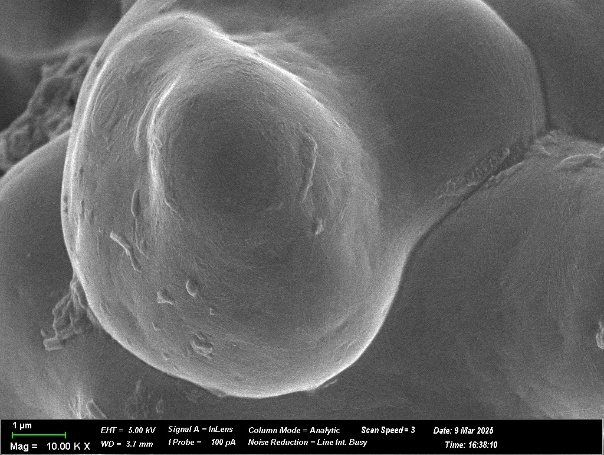 1 µm
EHT = 5.00 kV Signal A = InLens Column Mode = Analytic Scan Speed = 3 Date: 9 Mar 2025
Mag = 10.00 K X WD = 3.7 mm I Probe = 100 pA Noise Reduction = Line Int. Busy Time: 16:38:10